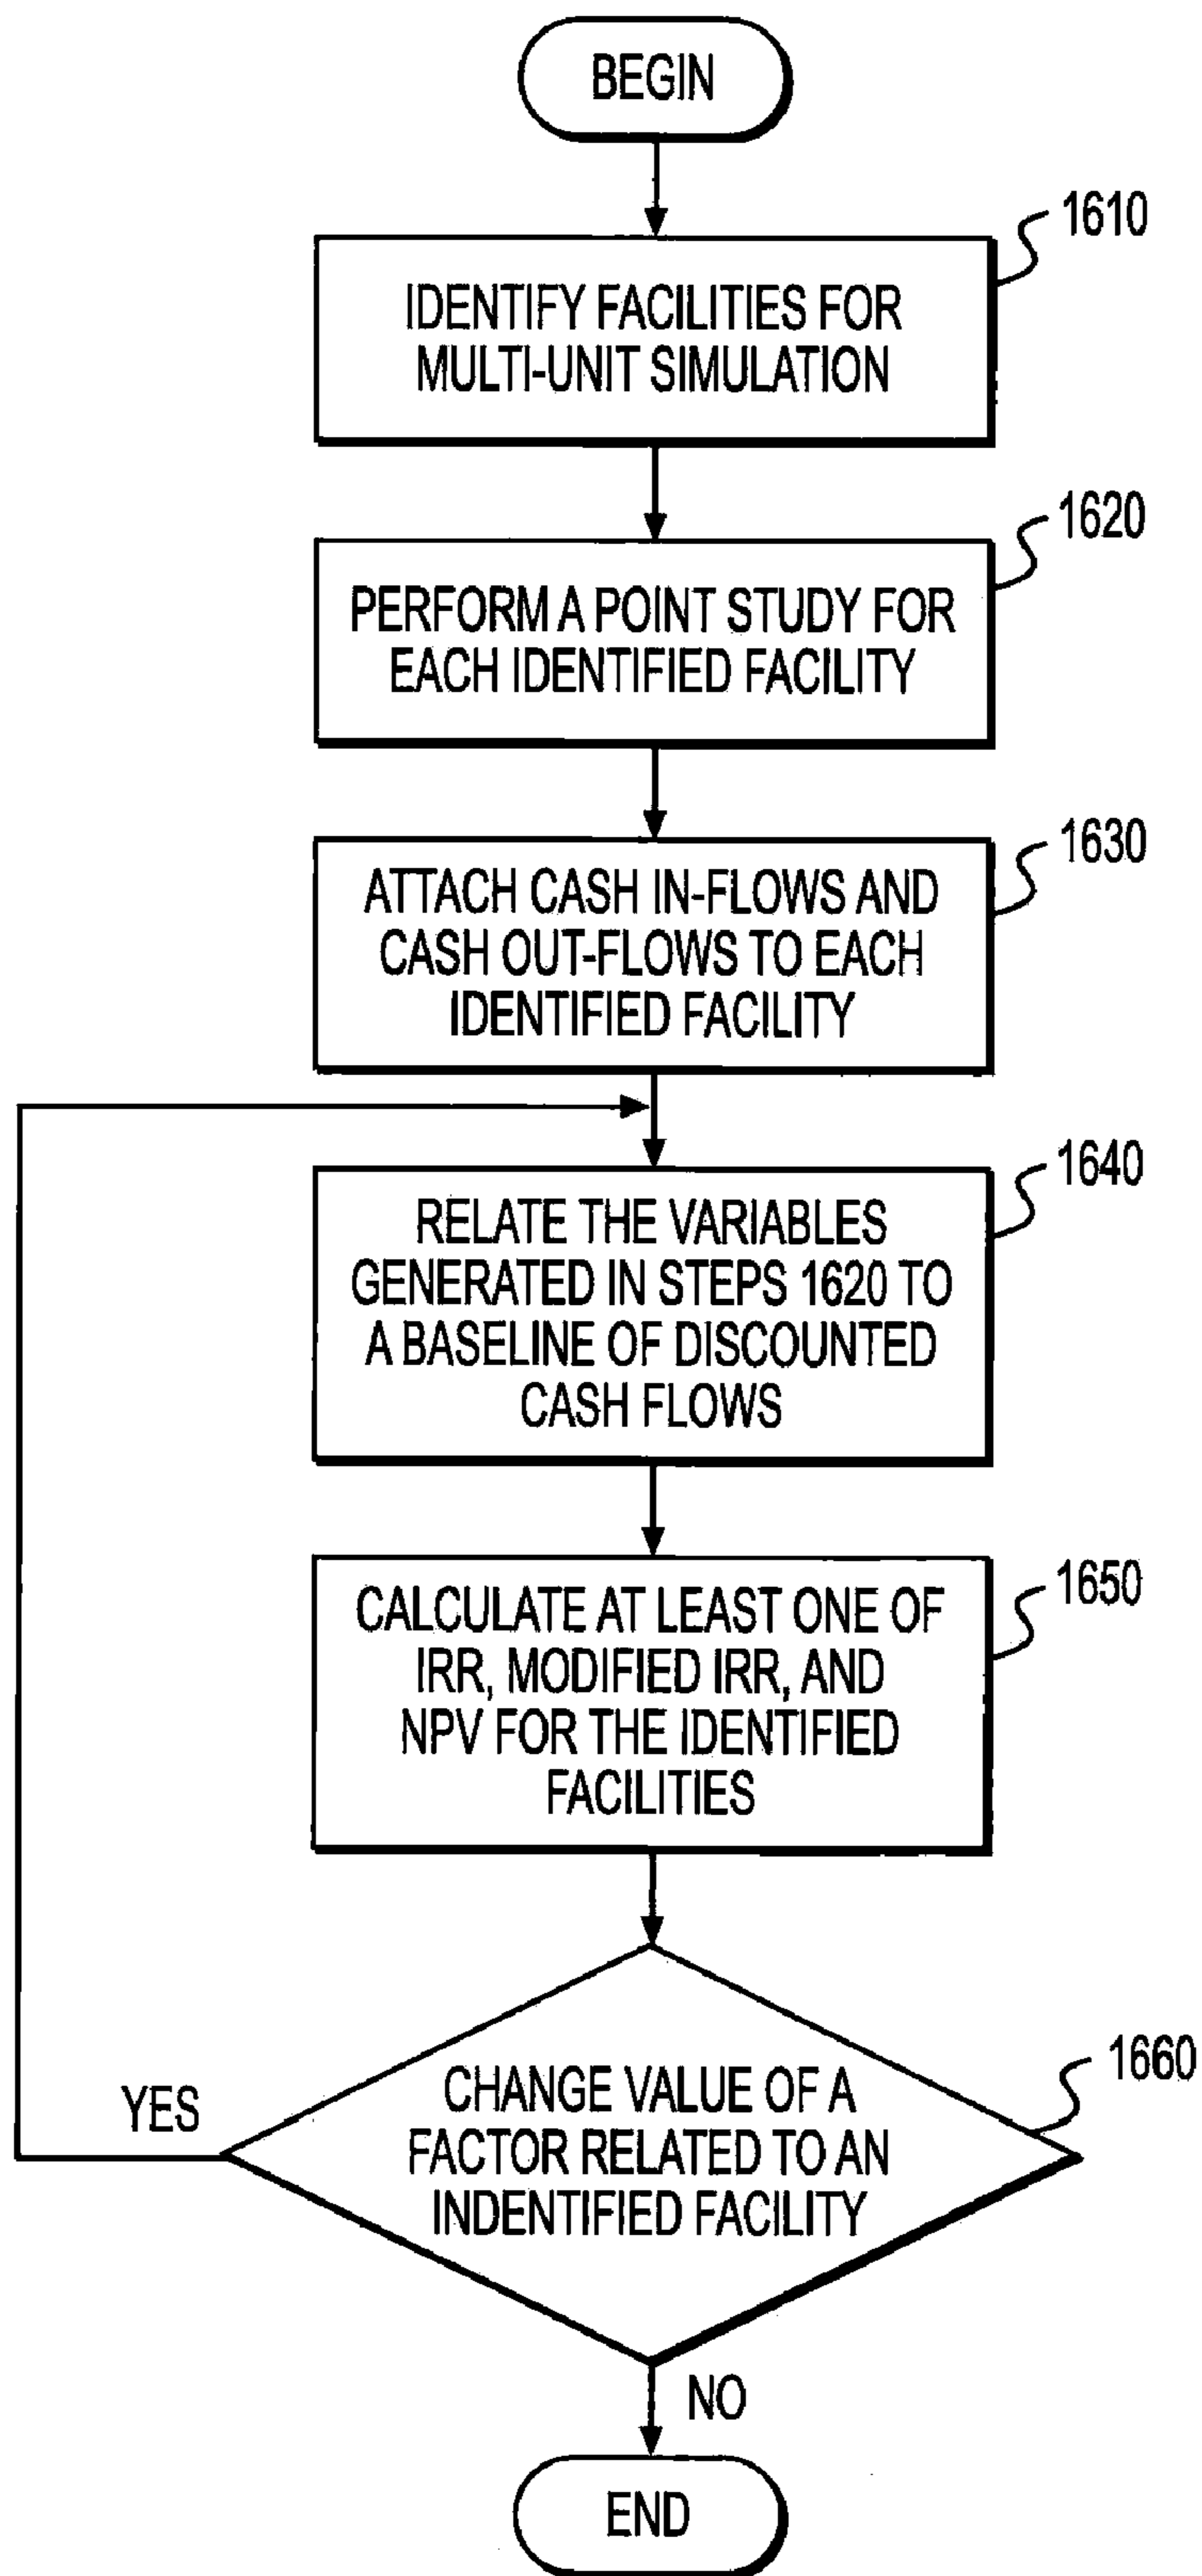 BEGIN
1610
IDENTIFY FACILITIES FOR
MULTI-UNIT SIMULATION
1620
PERFORM A POINT STUDY FOR
EACH IDENTIFIED FACILITY
1630
ATTACH CASH IN-FLOWS AND
CASH OUT-FLOWS TO EACH
IDENTIFIED FACILITY
1640
RELATE THE VARIABLES
GENERATED IN STEPS 1620 TO
A BASELINE OF DISCOUNTED
CASH FLOWS
1650
CALCULATE AT LEAST ONE OF
IRR, MODIFIED IRR, AND
NPV FOR THE IDENTIFIED
FACILITIES
1660
YES
CHANGE VALUE OF A
FACTOR RELATED TO AN
INDENTIFIED FACILITY
NO
END